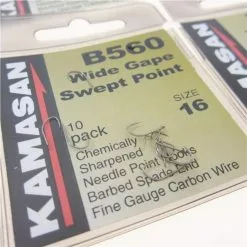 KAMASAN
B560
Wide Gape
Swept Point
SIZE
16
10
pack
Chemically
Sharpened
Needle Point Hooks
Barbed Spade End
Fine Gauge Carbon Wire
KAMASAN